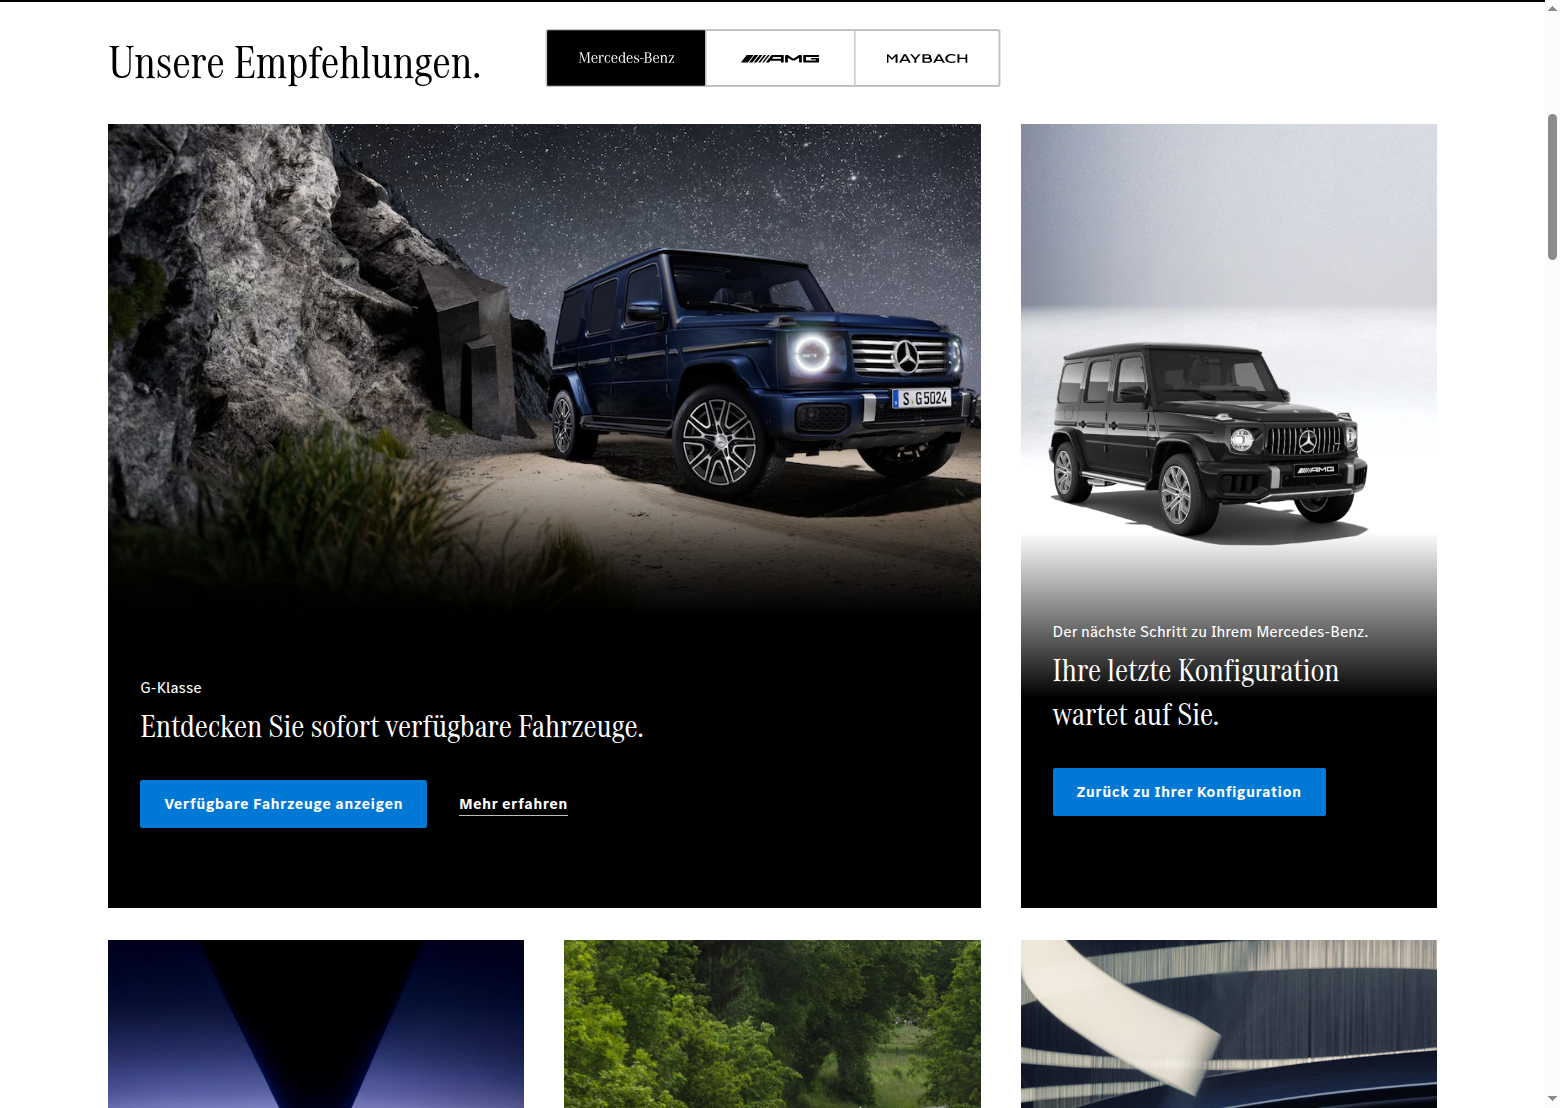 Unsere Empfehlungen.
Mercedes-Benz
AMG
MAYBACH
S G 5024
AMG
G-Klasse
Entdecken Sie sofort verfügbare Fahrzeuge.
Verfügbare Fahrzeuge anzeigen
Mehr erfahren
Der nächste Schritt zu Ihrem Mercedes-Benz.
Ihre letzte Konfiguration
wartet auf Sie.
Zurück zu Ihrer Konfiguration